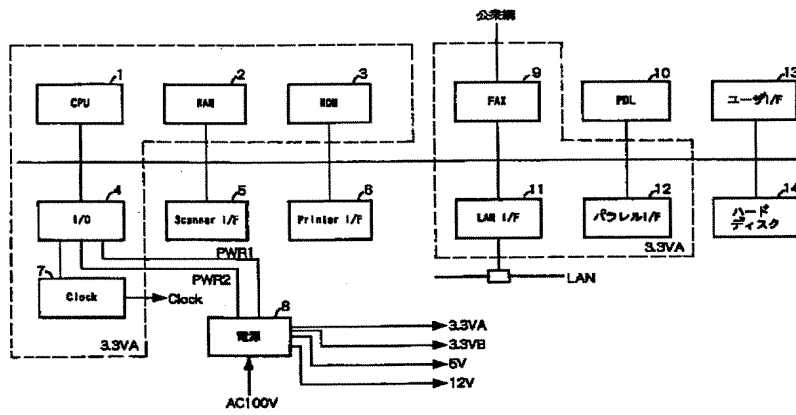 公衆網
1
2
3
9
10
13
CPU
RAM
ROM
FAX
PDL
ユーザI/F
4
5
6
11
12
14
I/O
Scanner I/F
Printer I/F
LAN I/F
パラレルI/F
ハード
ディスク
3.3VA
PWR1
PWR2
7
Clock
Clock
LAN
8
電源
3.3VA
3.3VA
3.3VB
5V
12V
AC100V